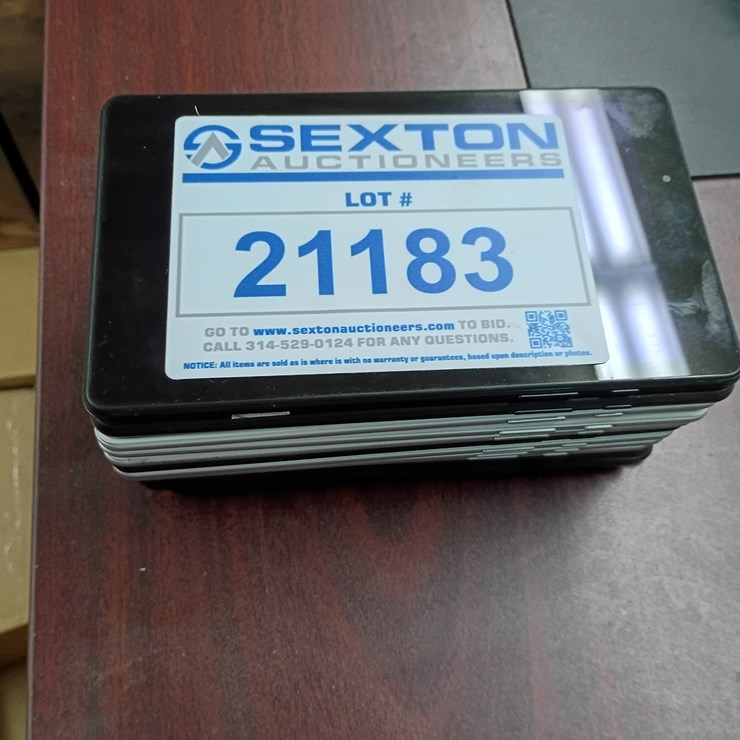 SEXTON
AUCTIONEERS
LOT #
21183
GO TO www.sextonauctioneers.com TO BID.
CALL 314-529-0124 FOR ANY QUESTIONS.
NOTICE: All items are sold as is where is with no warranty or guarantees, based upon description or photos.